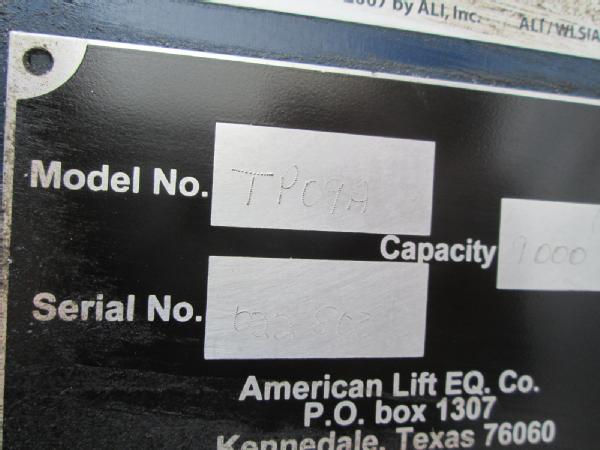 by ALI, Inc. ALI/WLSIA
Model No. TP09A
Capacity 9000
Serial No.
American Lift EQ. Co.
P.O. box 1307
Kennedale, Texas 76060